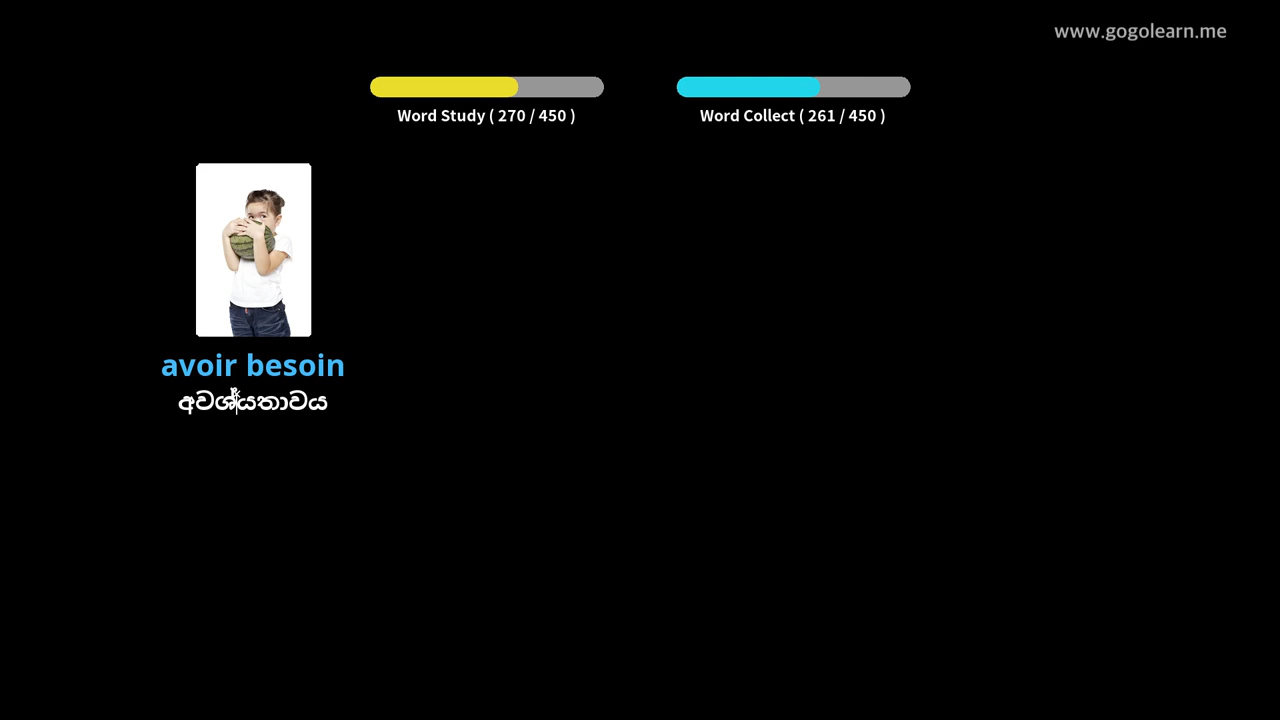 www.gogolearn.me
Word Study ( 270 / 450 )
Word Collect ( 261 / 450 )
avoir besoin
අවශ්‍යතාවය